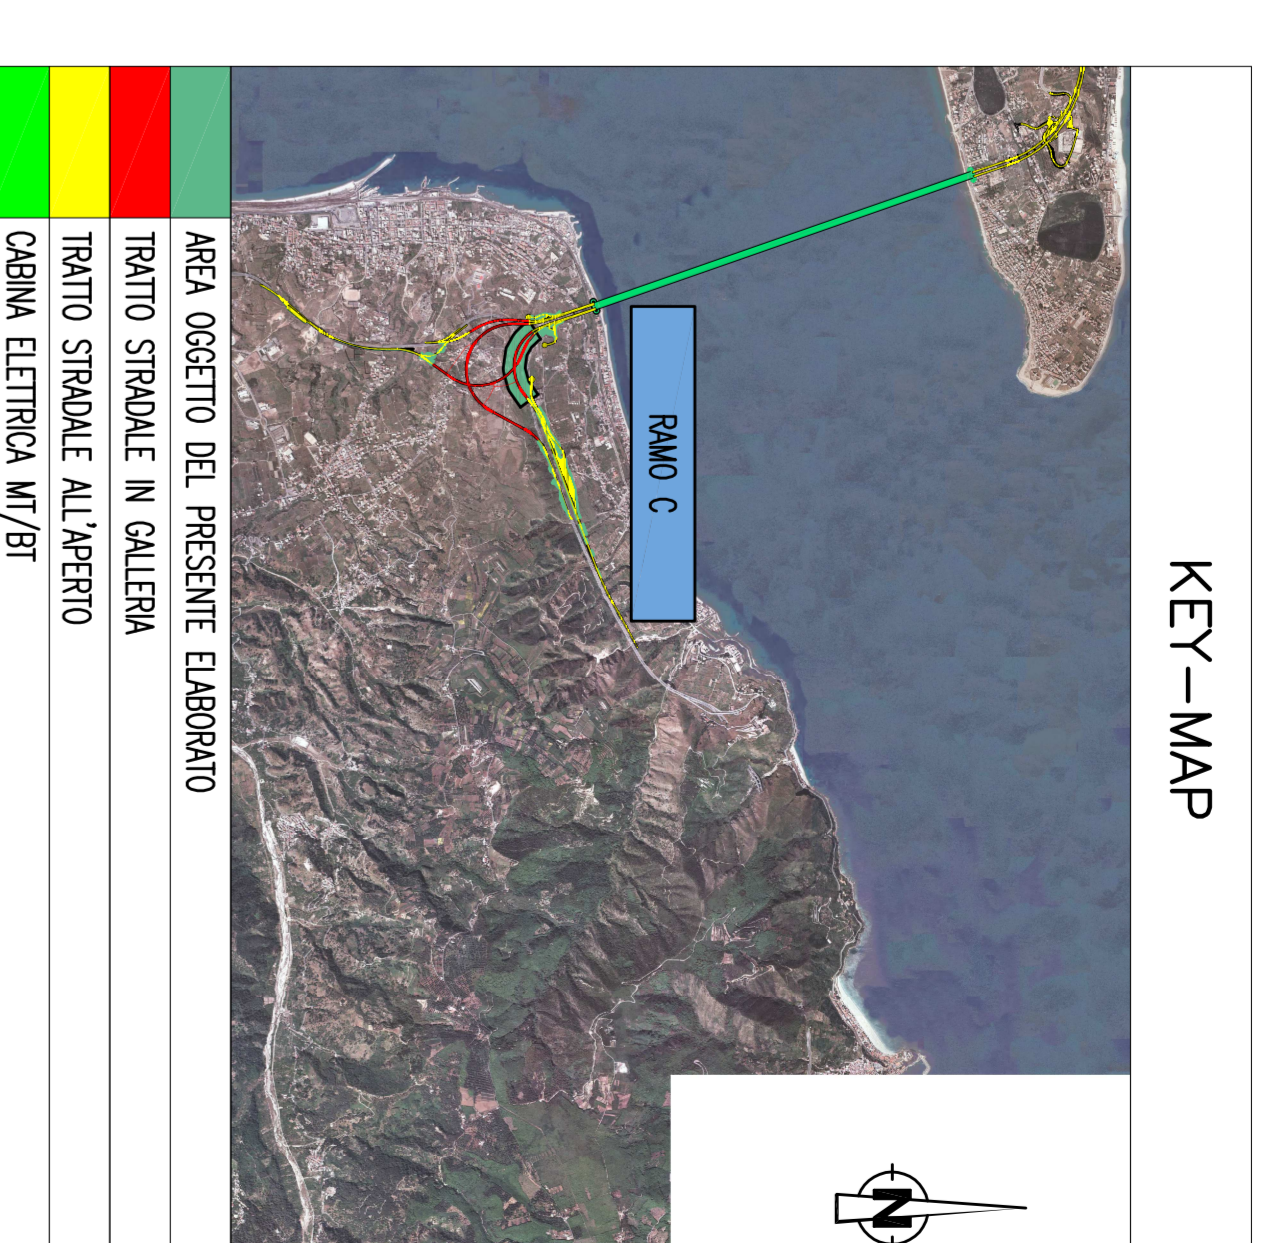 KEY-MAP
N
RAMO C
AREA OGGETTO DEL PRESENTE ELABORATO
TRATTO STRADALE IN GALLERIA
TRATTO STRADALE ALL'APERTO
CABINA ELETTRICA MT/BT